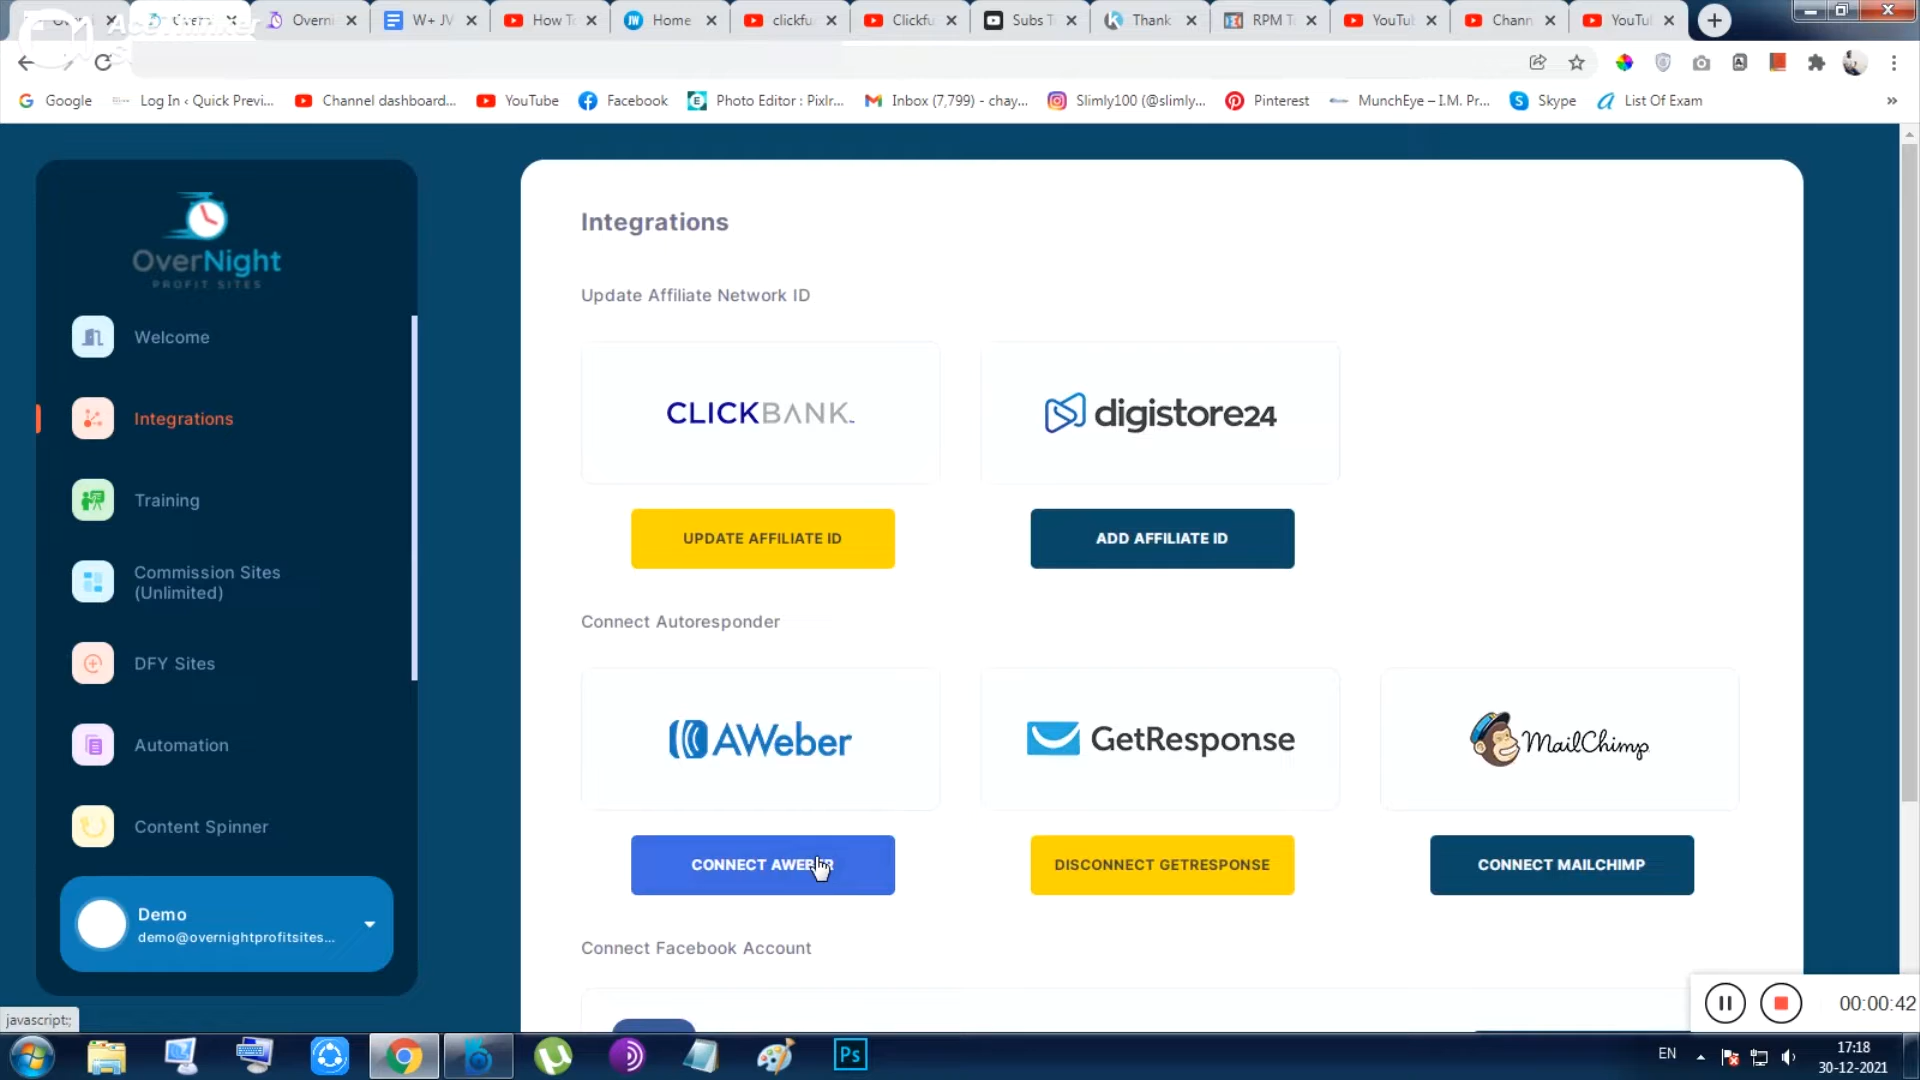 Overni
W+ JV
How To
Home
clickfu
Clickfu
Subs T
Thank
RPM T
YouTub
Chann
YouTu
Google
Log In ‹ Quick Previ...
Channel dashboard...
YouTube
Facebook
Photo Editor : Pixlr...
Inbox (7,799) - chay...
Slimly100 (@slimly...
Pinterest
MunchEye – I.M. Pr...
Skype
List Of Exam
»
OverNight
PROFIT SITES
Welcome
Integrations
Training
Commission Sites
(Unlimited)
DFY Sites
Automation
Content Spinner
Demo
demo@overnightprofitsites...
javascript:;
Integrations
Update Affiliate Network ID
CLICKBANK
digistore24
UPDATE AFFILIATE ID
ADD AFFILIATE ID
Connect Autoresponder
AWeber
GetResponse
MailChimp
CONNECT AWEBER
DISCONNECT GETRESPONSE
CONNECT MAILCHIMP
Connect Facebook Account
00:00:42
Ps
EN
17:18
30-12-2021